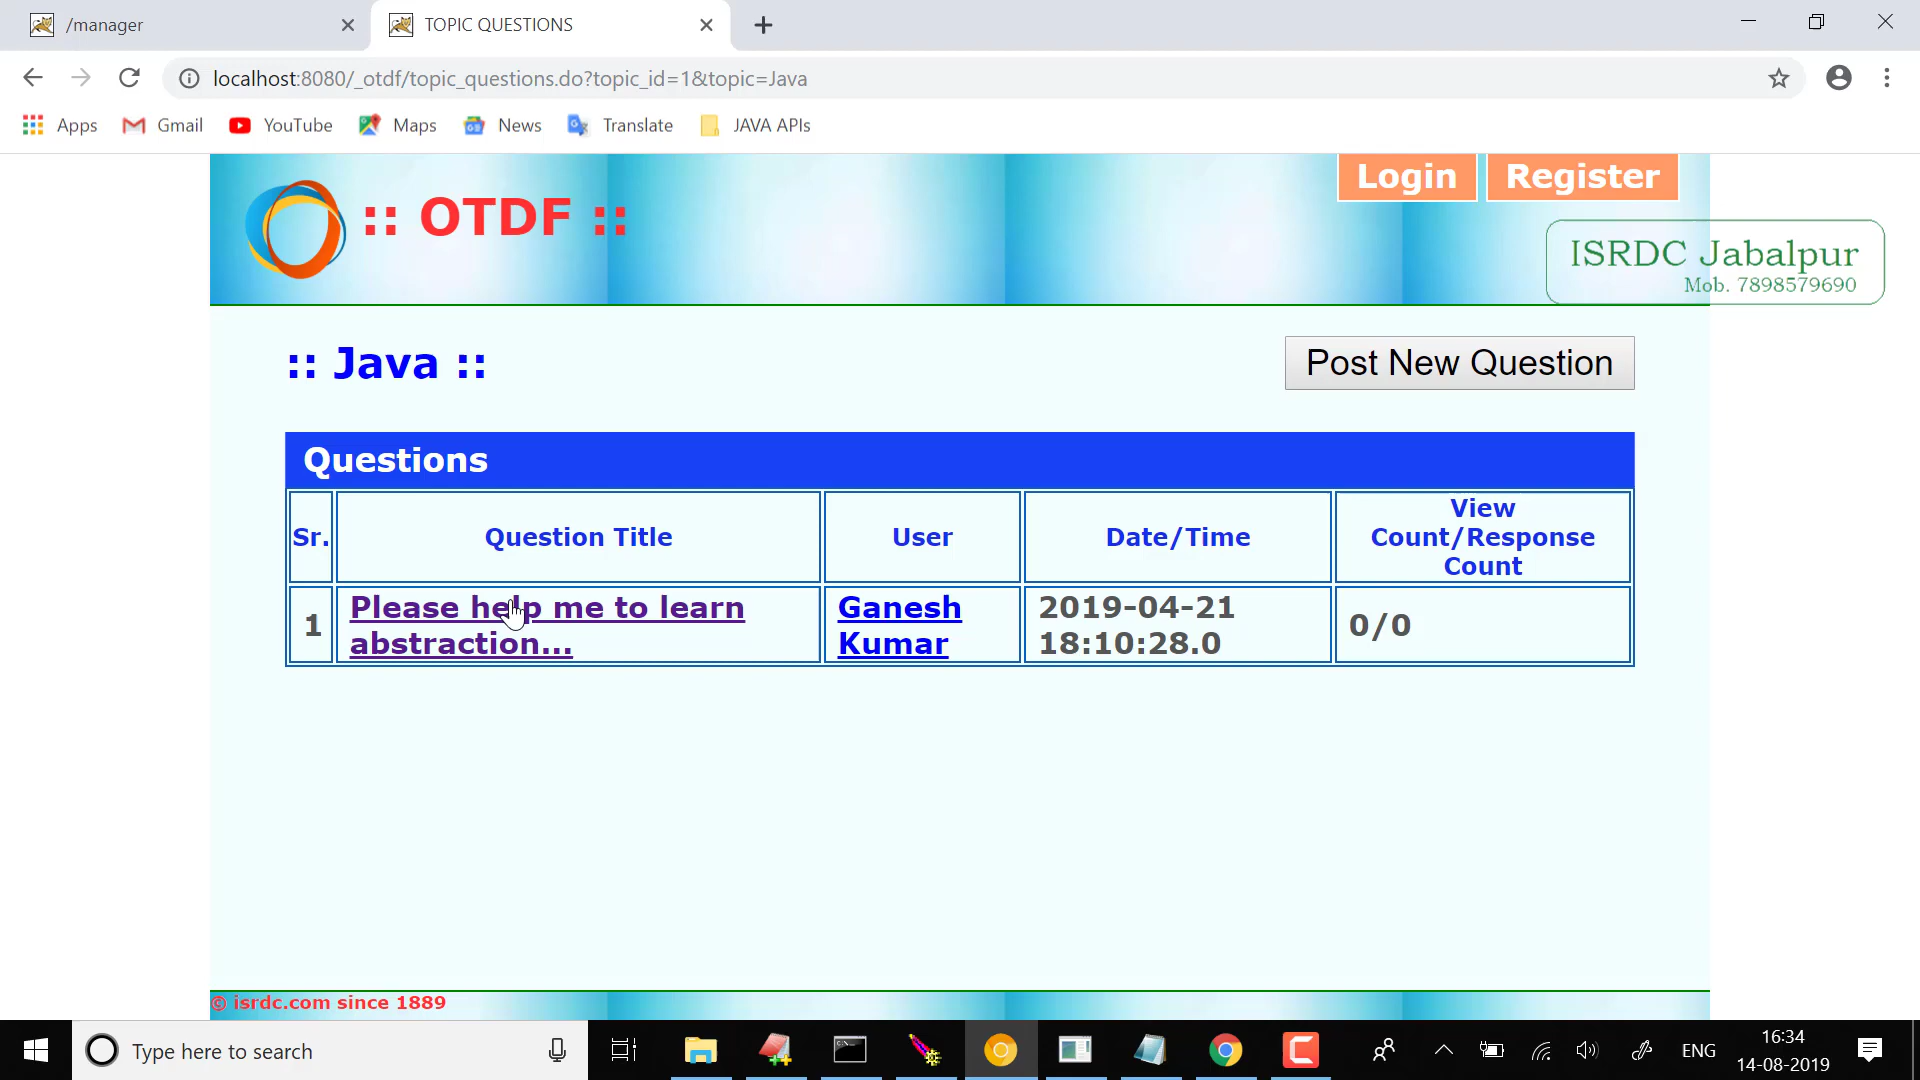 /manager
TOPIC QUESTIONS
localhost:8080/_otdf/topic_questions.do?topic_id=1&topic=Java
Apps
Gmail
YouTube
Maps
News
Translate
JAVA APIs
Login
Register
:: OTDF ::
ISRDC Jabalpur
Mob. 7898579690
:: Java ::
Post New Question
Questions
Sr.
Question Title
User
Date/Time
View
Count/Response
Count
1
Please help me to learn
abstraction...
Ganesh
Kumar
2019-04-21
18:10:28.0
0/0
© isrdc.com since 1889
Type here to search
ENG
16:34
14-08-2019